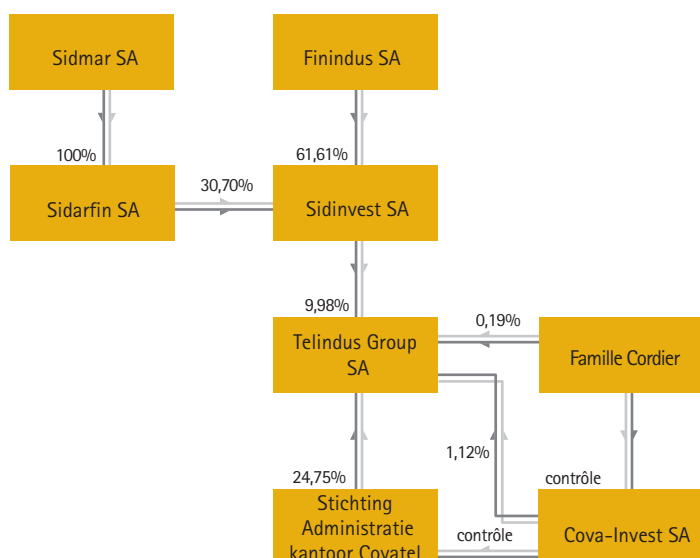 Sidmar SA
Finindus SA
100%
61,61%
Sidarfin SA
30,70%
Sidinvest SA
9,98%
0,19%
Telindus Group
SA
Famille Cordier
1,12%
24,75%
contrôle
Stichting
Administratie
kantoor Covatel
contrôle
Cova-Invest SA